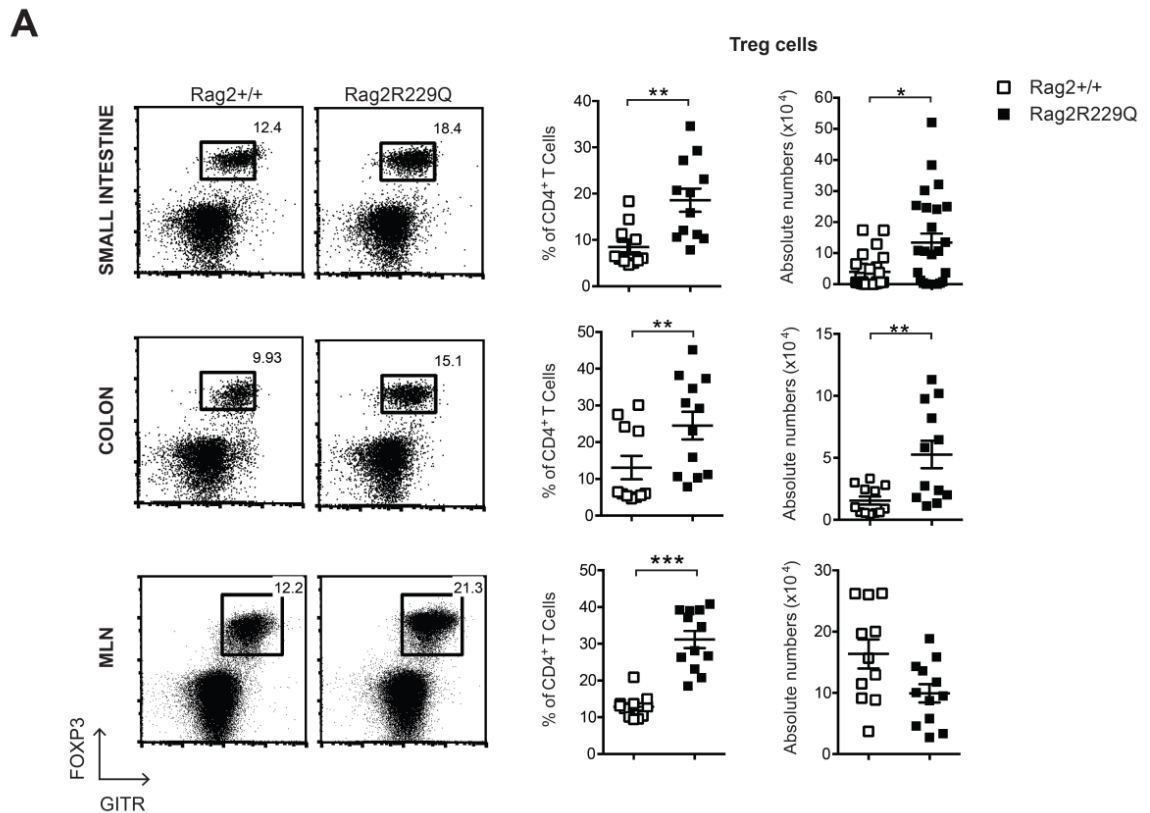 A
Treg cells
Rag2+/+
Rag2R229Q
Rag2+/+
Rag2R229Q
SMALL INTESTINE
12.4
18.4
% of CD4+ T Cells
40
30
20
10
0
**
Absolute numbers (x10 4)
60
50
40
30
20
10
0
*
COLON
9.93
15.1
% of CD4+ T Cells
50
40
30
20
10
0
**
Absolute numbers (x10 4)
15
10
5
0
**
MLN
12.2
21.3
% of CD4+ T Cells
50
40
30
20
10
0
***
Absolute numbers (x10 4)
30
20
10
0
FOXP3
GITR